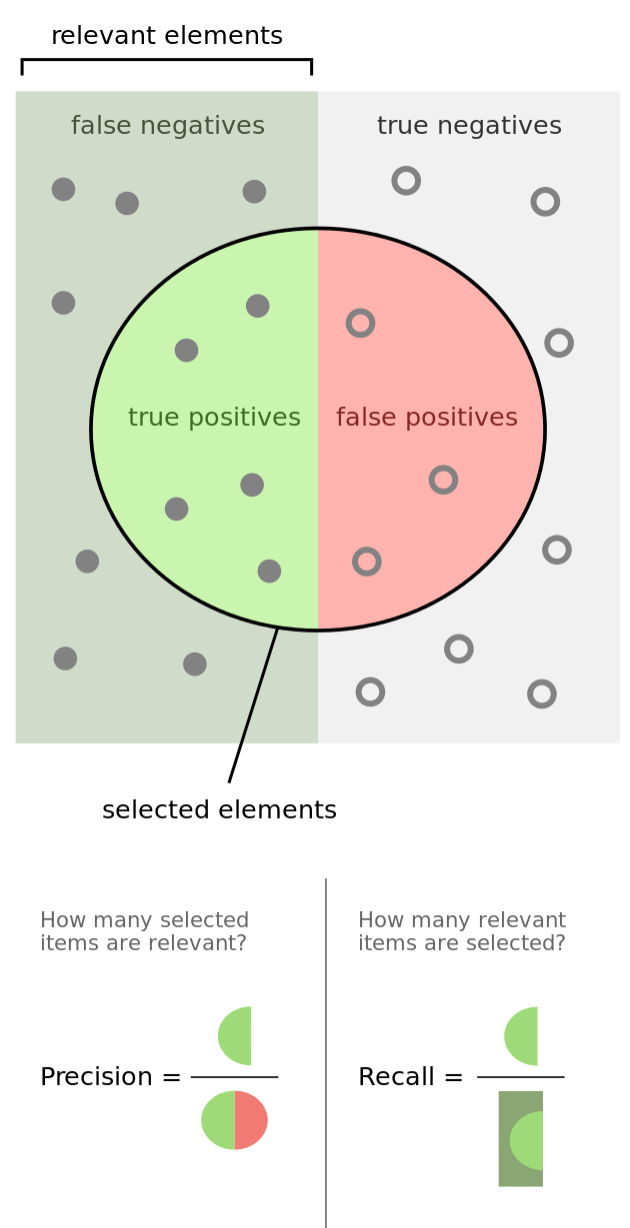 relevant elements
false negatives
true negatives
true positives
false positives
selected elements
How many selected
items are relevant?
How many relevant
items are selected?
Precision =
Recall =